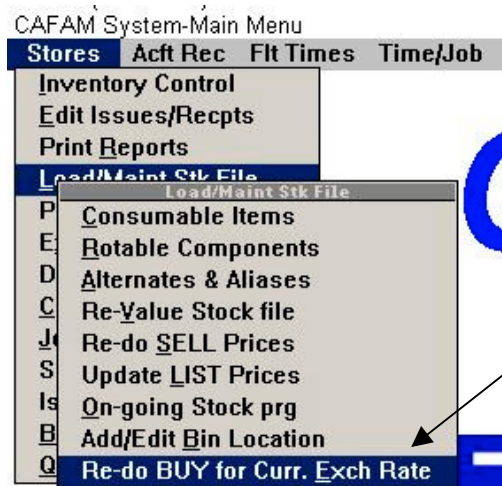 CAFAM System-Main Menu
Stores Acft Rec Flt Times Time/Job
Inventory Control
Edit Issues/Recpts
Print Reports
Load/Maint Stk File
Load/Maint Stk File
P Consumable Items
E Rotable Components
D Alternates & Aliases
C Re-Value Stock file
Jo Re-do SELL Prices
S Update LIST Prices
Is On-going Stock prg
B Add/Edit Bin Location
Q Re-do BUY for Curr. Exch Rate